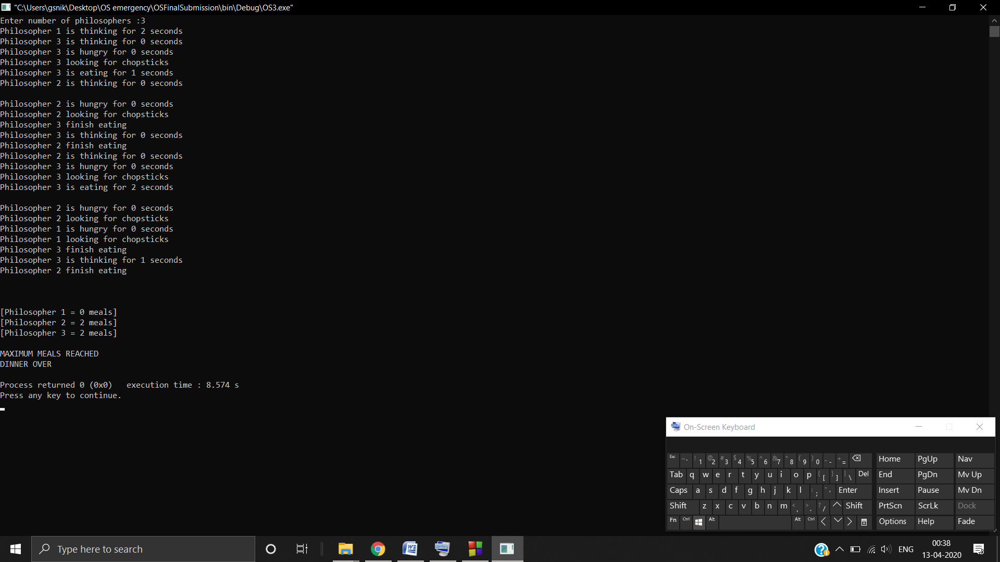 "C:\Users\gsnik\Desktop\OS emergency\OSFinalSubmission\bin\Debug\OS3.exe"
Enter number of philosophers :3
Philosopher 1 is thinking for 2 seconds
Philosopher 3 is thinking for 0 seconds
Philosopher 3 is hungry for 0 seconds
Philosopher 3 looking for chopsticks
Philosopher 3 is eating for 1 seconds
Philosopher 2 is thinking for 0 seconds
Philosopher 2 is hungry for 0 seconds
Philosopher 2 looking for chopsticks
Philosopher 3 finish eating
Philosopher 3 is thinking for 0 seconds
Philosopher 2 finish eating
Philosopher 2 is thinking for 0 seconds
Philosopher 3 is hungry for 0 seconds
Philosopher 3 looking for chopsticks
Philosopher 3 is eating for 2 seconds
Philosopher 2 is hungry for 0 seconds
Philosopher 2 looking for chopsticks
Philosopher 1 is hungry for 0 seconds
Philosopher 1 looking for chopsticks
Philosopher 3 finish eating
Philosopher 3 is thinking for 1 seconds
Philosopher 2 finish eating
[Philosopher 1 = 0 meals]
[Philosopher 2 = 2 meals]
[Philosopher 3 = 2 meals]
MAXIMUM MEALS REACHED
DINNER OVER
Process returned 0 (0x0)   execution time : 8.574 s
Press any key to continue.
On-Screen Keyboard
Esc ~ ` ! 1 @ 2 # 3 $ 4 % 5 ^ 6 & 7 * 8 ( 9 ) 0 _ - + = Home PgUp Nav
Tab q w e r t y u i o p { [ } ] | \ Del End PgDn Mv Up
Caps a s d f g h j k l : ; " ' Enter Insert Pause Mv Dn
Shift z x c v b n m < , > . ? / Shift PrtScn ScrLk Dock
Fn Ctrl Alt Alt Ctrl Options Help Fade
Type here to search
ENG
00:38
13-04-2020